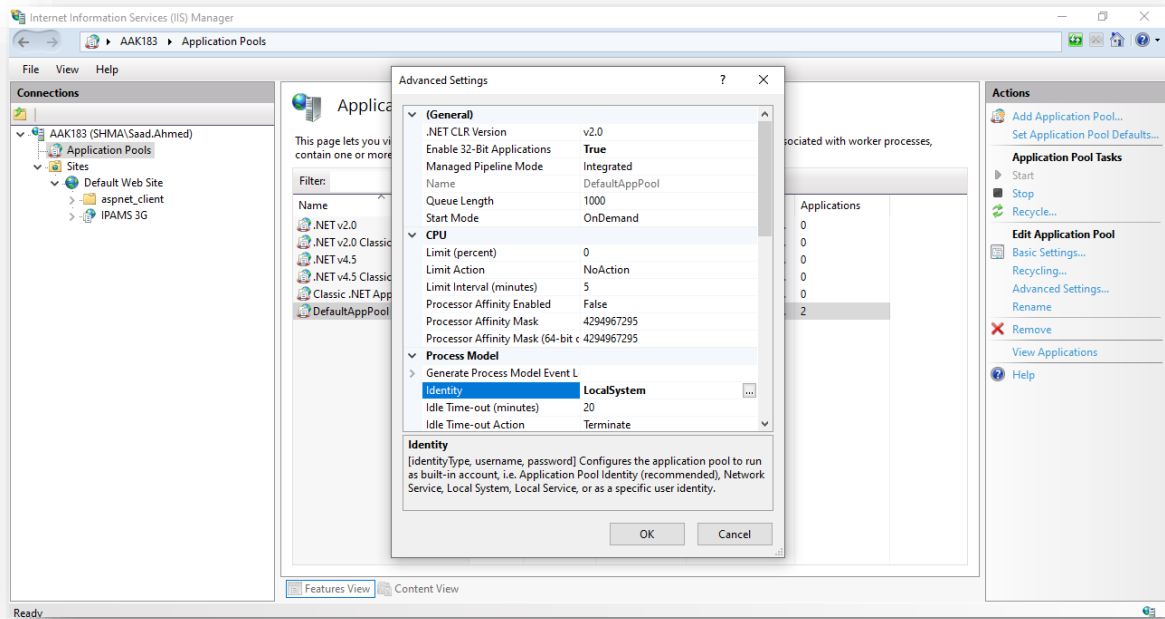 Internet Information Services (IIS) Manager
AAK183 Application Pools
File View Help
Connections
AAK183 (SHMA\Saad.Ahmed)
Application Pools
Sites
Default Web Site
aspnet_client
IPAMS 3G
Applica
This page lets you vi
sociated with worker processes,
contain one or more
Filter:
Name
Applications
.NET v2.0
0
.NET v2.0 Classic
0
.NET v4.5
0
.NET v4.5 Classic
0
Classic .NET App
0
DefaultAppPool
2
Features View Content View
Advanced Settings
?
(General)
.NET CLR Version v2.0
Enable 32-Bit Applications True
Managed Pipeline Mode Integrated
Name DefaultAppPool
Queue Length 1000
Start Mode OnDemand
CPU
Limit (percent) 0
Limit Action NoAction
Limit Interval (minutes) 5
Processor Affinity Enabled False
Processor Affinity Mask 4294967295
Processor Affinity Mask (64-bit c 4294967295
Process Model
Generate Process Model Event L
Identity LocalSystem ...
Idle Time-out (minutes) 20
Idle Time-out Action Terminate
Identity
[identityType, username, password] Configures the application pool to run
as built-in account, i.e. Application Pool Identity (recommended), Network
Service, Local System, Local Service, or as a specific user identity.
OK Cancel
Actions
Add Application Pool...
Set Application Pool Defaults...
Application Pool Tasks
Start
Stop
Recycle...
Edit Application Pool
Basic Settings...
Recycling...
Advanced Settings...
Rename
Remove
View Applications
Help
Ready